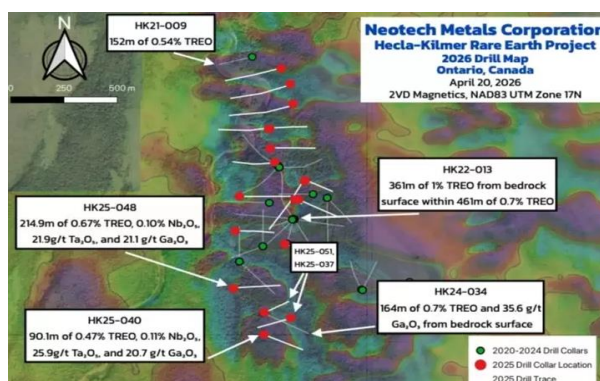 HK21-009
152m of 0.54% TREO
Neotech Metals Corporation
Hecla-Kilmer Rare Earth Project
2026 Drill Map
Ontario, Canada
April 20, 2026
2VD Magnetics, NAD83 UTM Zone 17N
N
250
500 m
HK22-013
361m of 1% TREO from bedrock
surface within 461m of 0.7% TREO
HK25-048
214.9m of 0.67% TREO, 0.10% Nb₂O₅,
21.9g/t Ta₂O₅, and 21.1 g/t Ga₂O₃
HK25-051,
HK25-037
HK24-034
164m of 0.7% TREO and 35.6 g/t
Ga₂O₃ from bedrock surface
HK25-040
90.1m of 0.47% TREO, 0.11% Nb₂O₅,
25.9g/t Ta₂O₅, and 20.7 g/t Ga₂O₃
2020-2024 Drill Collars
2025 Drill Collar Location
2025 Drill Trace